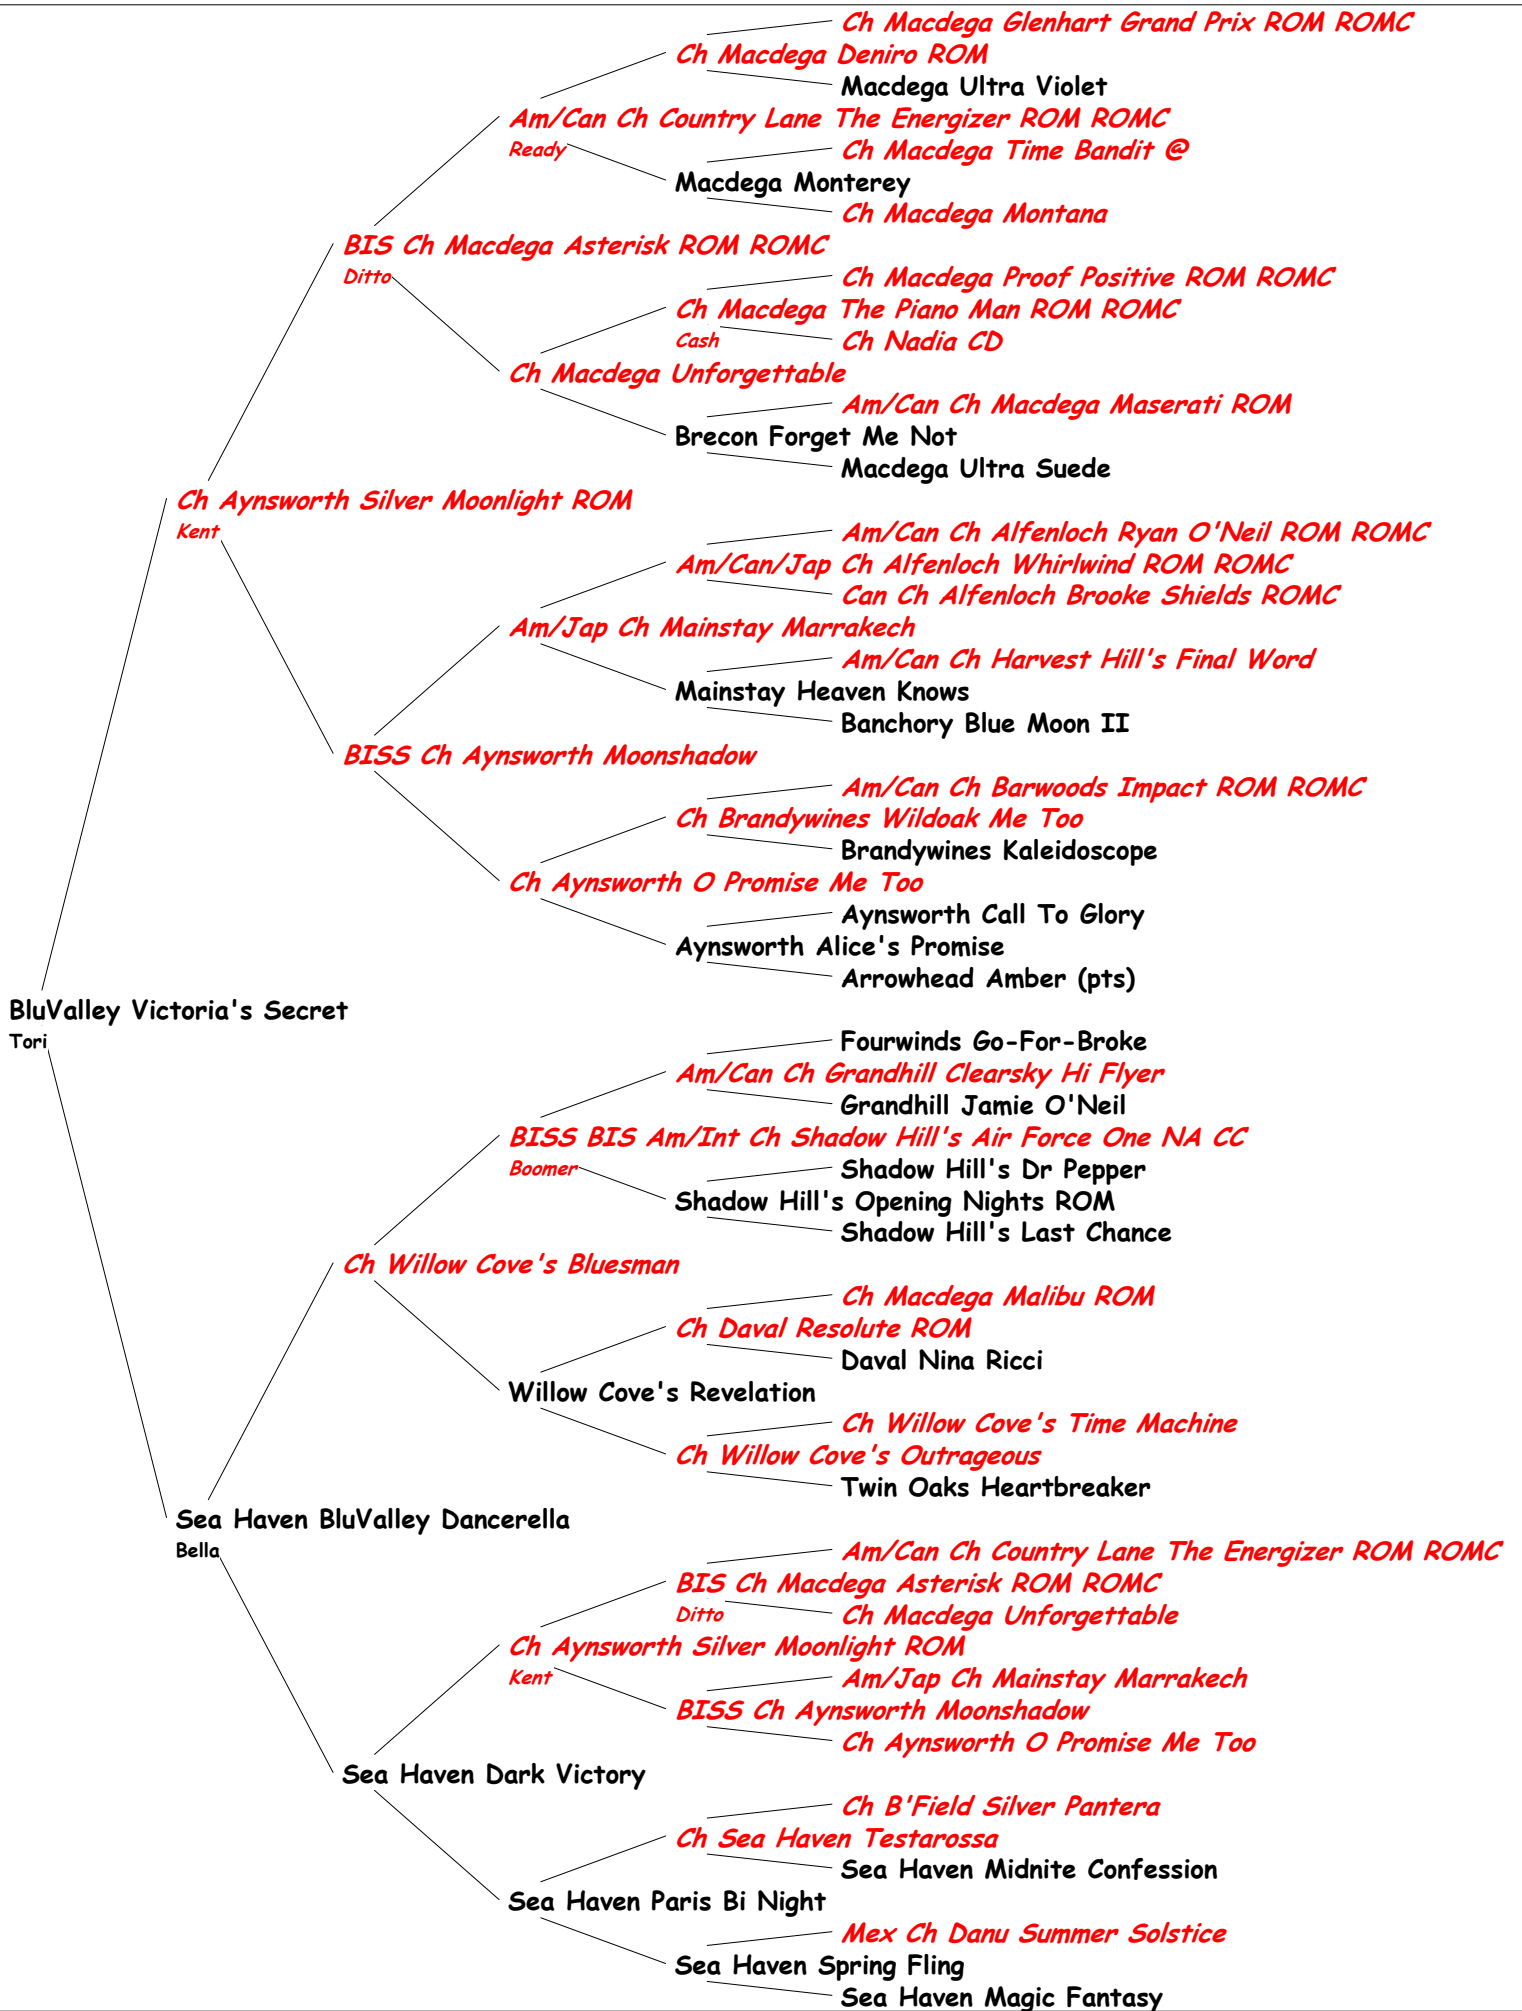 Ch Macdega Glenhart Grand Prix ROM ROMC
Ch Macdega Deniro ROM
Macdega Ultra Violet
Am/Can Ch Country Lane The Energizer ROM ROMC
Ready
Ch Macdega Time Bandit @
Macdega Monterey
Ch Macdega Montana
BIS Ch Macdega Asterisk ROM ROMC
Ditto
Ch Macdega Proof Positive ROM ROMC
Ch Macdega The Piano Man ROM ROMC
Cash
Ch Nadia CD
Ch Macdega Unforgettable
Am/Can Ch Macdega Maserati ROM
Brecon Forget Me Not
Macdega Ultra Suede
Ch Aynsworth Silver Moonlight ROM
Kent
Am/Can Ch Alfenloch Ryan O'Neil ROM ROMC
Am/Can/Jap Ch Alfenloch Whirlwind ROM ROMC
Can Ch Alfenloch Brooke Shields ROMC
Am/Jap Ch Mainstay Marrakech
Am/Can Ch Harvest Hill's Final Word
Mainstay Heaven Knows
Banchory Blue Moon II
BISS Ch Aynsworth Moonshadow
Am/Can Ch Barwoods Impact ROM ROMC
Ch Brandywines Wildoak Me Too
Brandywines Kaleidoscope
Ch Aynsworth O Promise Me Too
Aynsworth Call To Glory
Aynsworth Alice's Promise
Arrowhead Amber (pts)
BluValley Victoria's Secret
Tori
Fourwinds Go-For-Broke
Am/Can Ch Grandhill Clearsky Hi Flyer
Grandhill Jamie O'Neil
BISS BIS Am/Int Ch Shadow Hill's Air Force One NA CC
Boomer
Shadow Hill's Dr Pepper
Shadow Hill's Opening Nights ROM
Shadow Hill's Last Chance
Ch Willow Cove's Bluesman
Ch Macdega Malibu ROM
Ch Daval Resolute ROM
Daval Nina Ricci
Willow Cove's Revelation
Ch Willow Cove's Time Machine
Ch Willow Cove's Outrageous
Twin Oaks Heartbreaker
Sea Haven BluValley Dancerella
Bella
Am/Can Ch Country Lane The Energizer ROM ROMC
BIS Ch Macdega Asterisk ROM ROMC
Ditto
Ch Macdega Unforgettable
Ch Aynsworth Silver Moonlight ROM
Kent
Am/Jap Ch Mainstay Marrakech
BISS Ch Aynsworth Moonshadow
Ch Aynsworth O Promise Me Too
Sea Haven Dark Victory
Ch B'Field Silver Pantera
Ch Sea Haven Testarossa
Sea Haven Midnite Confession
Sea Haven Paris Bi Night
Mex Ch Danu Summer Solstice
Sea Haven Spring Fling
Sea Haven Magic Fantasy